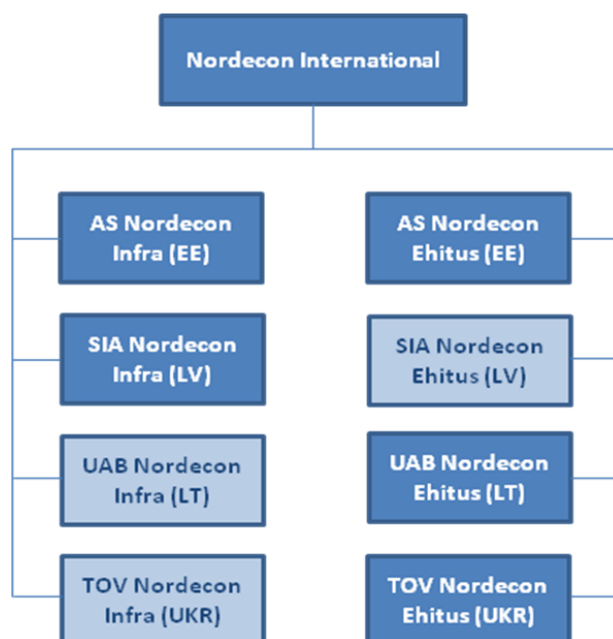 Nordecon International
AS Nordecon
Infra (EE)
AS Nordecon
Ehitus (EE)
SIA Nordecon
Infra (LV)
SIA Nordecon
Ehitus (LV)
UAB Nordecon
Infra (LT)
UAB Nordecon
Ehitus (LT)
TOV Nordecon
Infra (UKR)
TOV Nordecon
Ehitus (UKR)